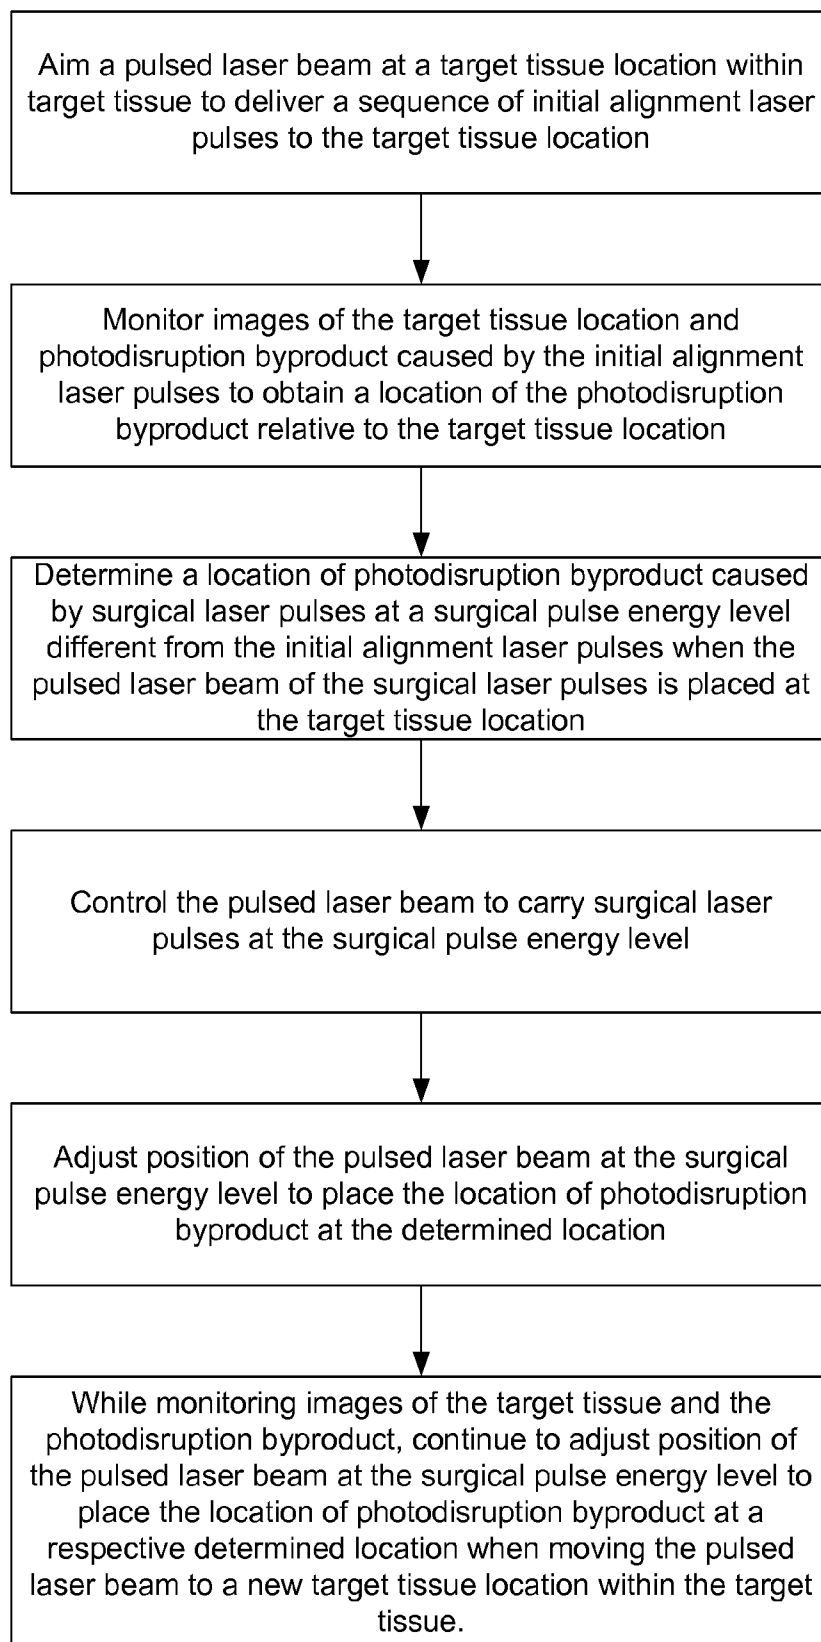 Aim a pulsed laser beam at a target tissue location within
target tissue to deliver a sequence of initial alignment laser
pulses to the target tissue location
Monitor images of the target tissue location and
photodisruption byproduct caused by the initial alignment
laser pulses to obtain a location of the photodisruption
byproduct relative to the target tissue location
Determine a location of photodisruption byproduct caused
by surgical laser pulses at a surgical pulse energy level
different from the initial alignment laser pulses when the
pulsed laser beam of the surgical laser pulses is placed at
the target tissue location
Control the pulsed laser beam to carry surgical laser
pulses at the surgical pulse energy level
Adjust position of the pulsed laser beam at the surgical
pulse energy level to place the location of photodisruption
byproduct at the determined location
While monitoring images of the target tissue and the
photodisruption byproduct, continue to adjust position of
the pulsed laser beam at the surgical pulse energy level to
place the location of photodisruption byproduct at a
respective determined location when moving the pulsed
laser beam to a new target tissue location within the target
tissue.